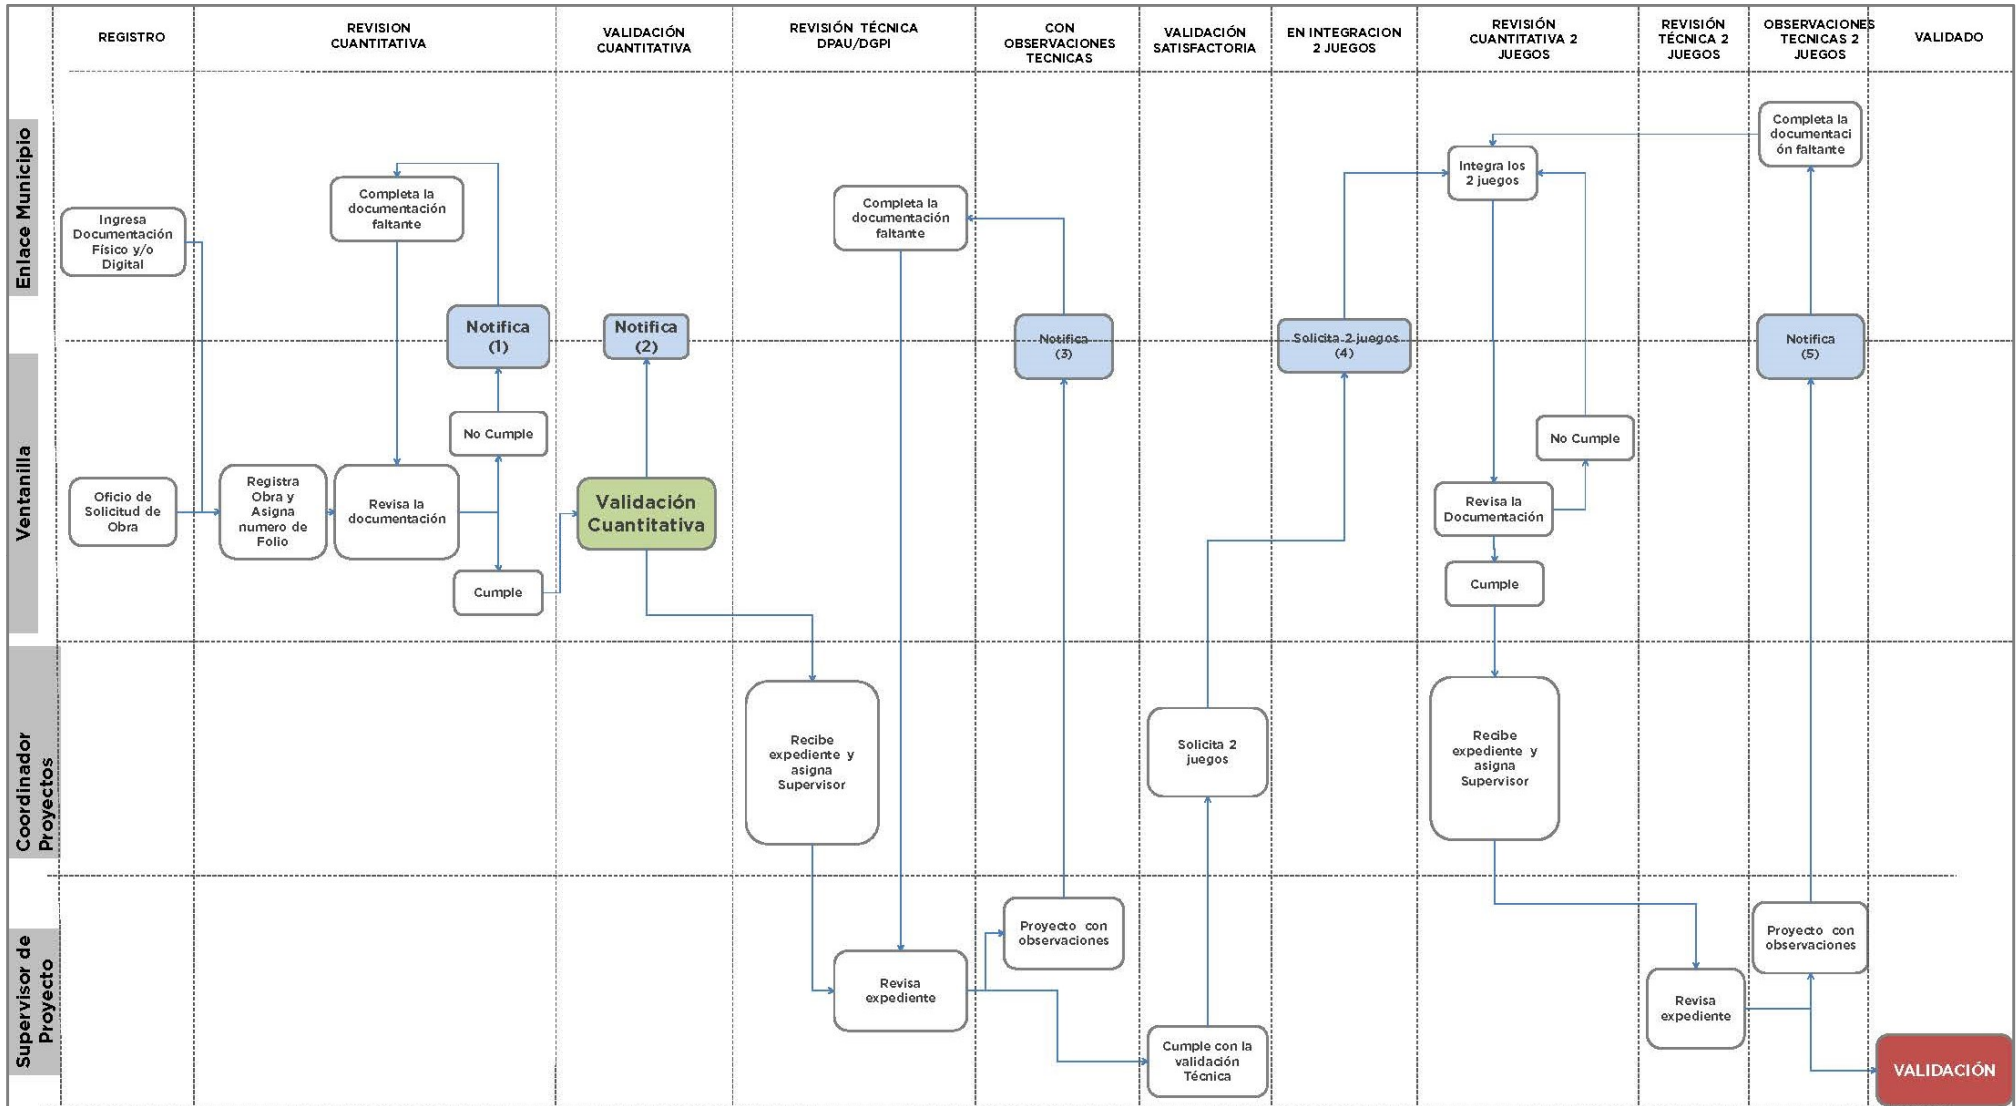 REGISTRO
REVISION
CUANTITATIVA
VALIDACIÓN
CUANTITATIVA
REVISIÓN TÉCNICA
DPAU/DGPI
CON
OBSERVACIONES
TECNICAS
VALIDACIÓN
SATISFACTORIA
EN INTEGRACION
2 JUEGOS
REVISIÓN
CUANTITATIVA 2
JUEGOS
REVISIÓN
TÉCNICA 2
JUEGOS
OBSERVACIONES
TECNICAS 2
JUEGOS
VALIDADO
Enlace Municipio
Ingresa
Documentación
Físico y/o
Digital
Completa la
documentación
faltante
Completa la
documentación
faltante
Integra los
2 juegos
Completa la
documentaci
ón faltante
Notifica
(1)
Notifica
(2)
Notifica
(3)
Solicita 2 juegos
(4)
Notifica
(5)
Ventanilla
Oficio de
Solicitud de
Obra
Registra
Obra y
Asigna
numero de
Folio
Revisa la
documentación
No Cumple
Cumple
Validación
Cuantitativa
Revisa la
Documentación
No Cumple
Cumple
Coordinador
Proyectos
Recibe
expediente y
asigna
Supervisor
Solicita 2
juegos
Recibe
expediente y
asigna
Supervisor
Supervisor de
Proyecto
Revisa
expediente
Proyecto con
observaciones
Cumple con la
validación
Técnica
Revisa
expediente
Proyecto con
observaciones
VALIDACIÓN